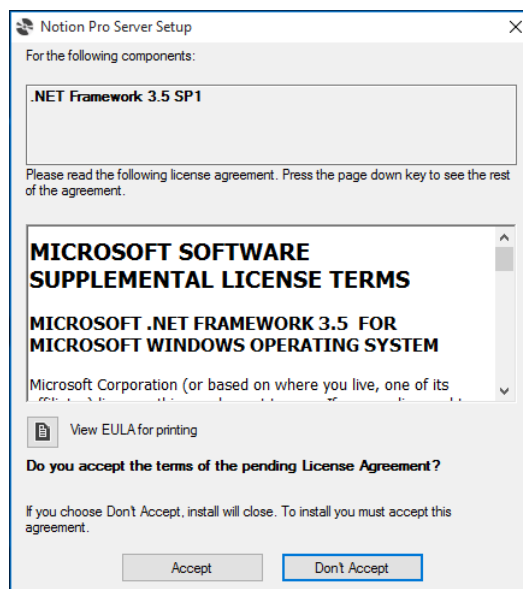 Notion Pro Server Setup
For the following components:
.NET Framework 3.5 SP1
Please read the following license agreement. Press the page down key to see the rest
of the agreement.
MICROSOFT SOFTWARE
SUPPLEMENTAL LICENSE TERMS
MICROSOFT .NET FRAMEWORK 3.5 FOR
MICROSOFT WINDOWS OPERATING SYSTEM
Microsoft Corporation (or based on where you live, one of its
View EULA for printing
Do you accept the terms of the pending License Agreement?
If you choose Don't Accept, install will close. To install you must accept this
agreement.
Accept
Don't Accept